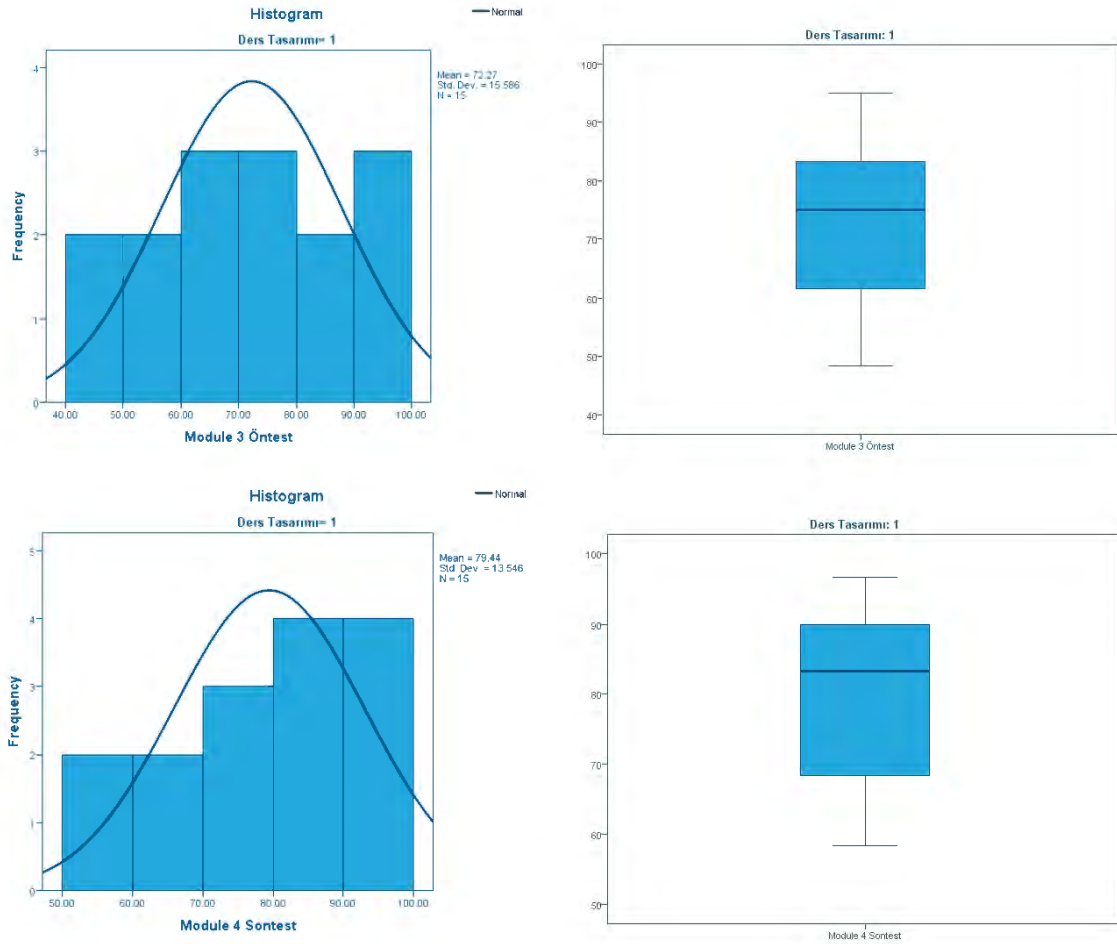 Histogram
Normal
Ders Tasarımı= 1
Mean = 72.27
Std. Dev. = 15.586
N = 15
Frequency
4
3
2
1
0
40.00 50.00 60.00 70.00 80.00 90.00 100.00
Module 3 Öntest
Ders Tasarımı: 1
100
90
80
70
60
50
40
Module 3 Öntest
Histogram
Normal
Ders Tasarımı= 1
Mean = 79.44
Std. Dev. = 13.546
N = 15
Frequency
5
4
3
2
1
0
50.00 60.00 70.00 80.00 90.00 100.00
Module 4 Sontest
Ders Tasarımı: 1
100
90
80
70
60
50
Module 4 Sontest